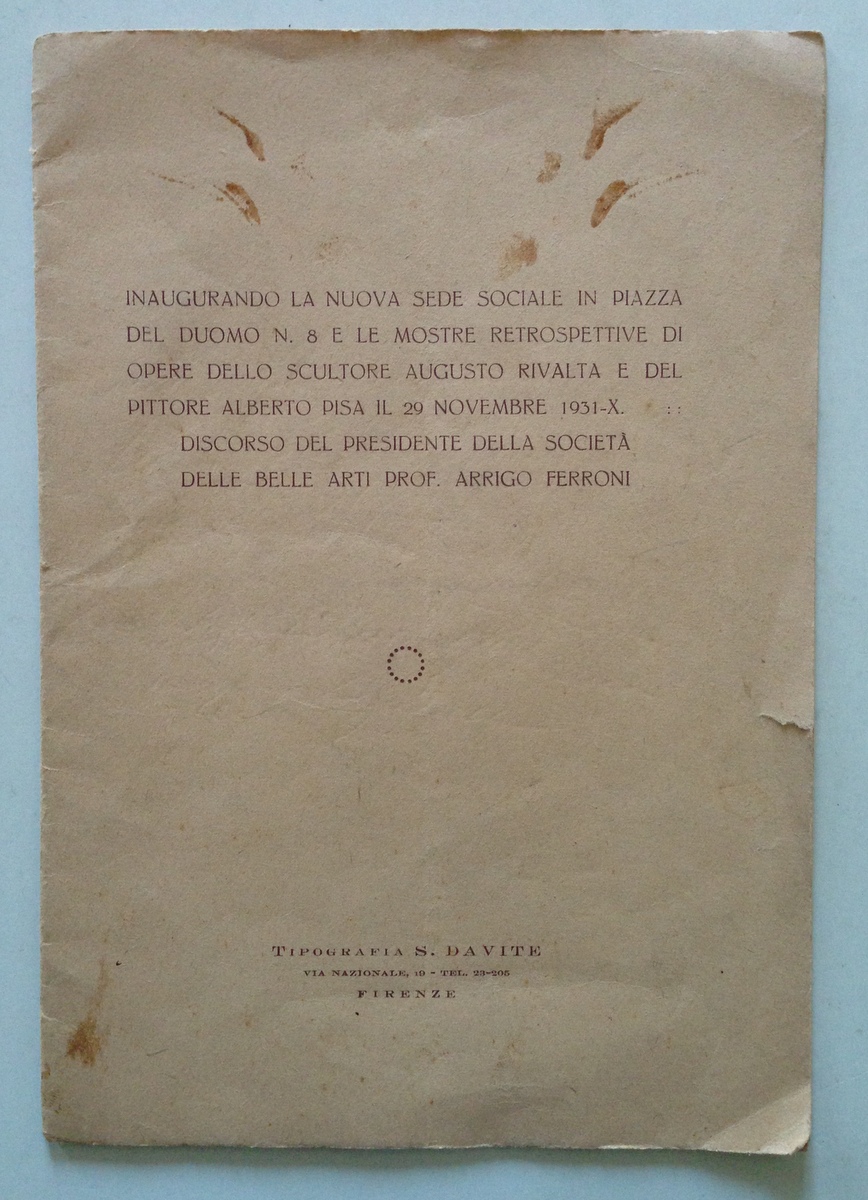 INAUGURANDO LA NUOVA SEDE SOCIALE IN PIAZZA
DEL DUOMO N. 8 E LE MOSTRE RETROSPETTIVE DI
OPERE DELLO SCULTORE AUGUSTO RIVALTA E DEL
PITTORE ALBERTO PISA IL 29 NOVEMBRE 1931-X. ::
DISCORSO DEL PRESIDENTE DELLA SOCIETÀ
DELLE BELLE ARTI PROF. ARRIGO FERRONI
TIPOGRAFIA S. DAVITE
VIA NAZIONALE, 19 - TEL. 23-205
FIRENZE